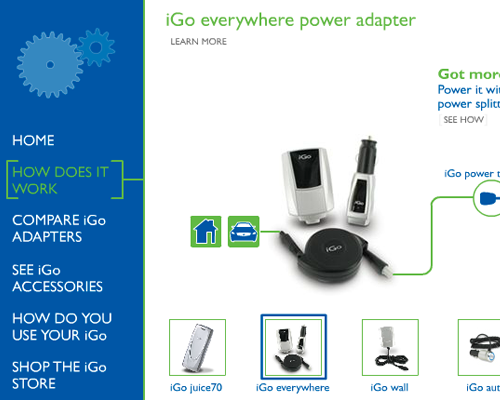 iGo everywhere power adapter
LEARN MORE
Got more
Power it wi
power splitt
SEE HOW
HOME
HOW DOES IT
WORK
COMPARE iGo
ADAPTERS
SEE iGo
ACCESSORIES
HOW DO YOU
USE YOUR iGo
SHOP THE iGo
STORE
iGo power t
iGo
iGo
iGo
iGo juice70
iGo everywhere
iGo wall
iGo aut